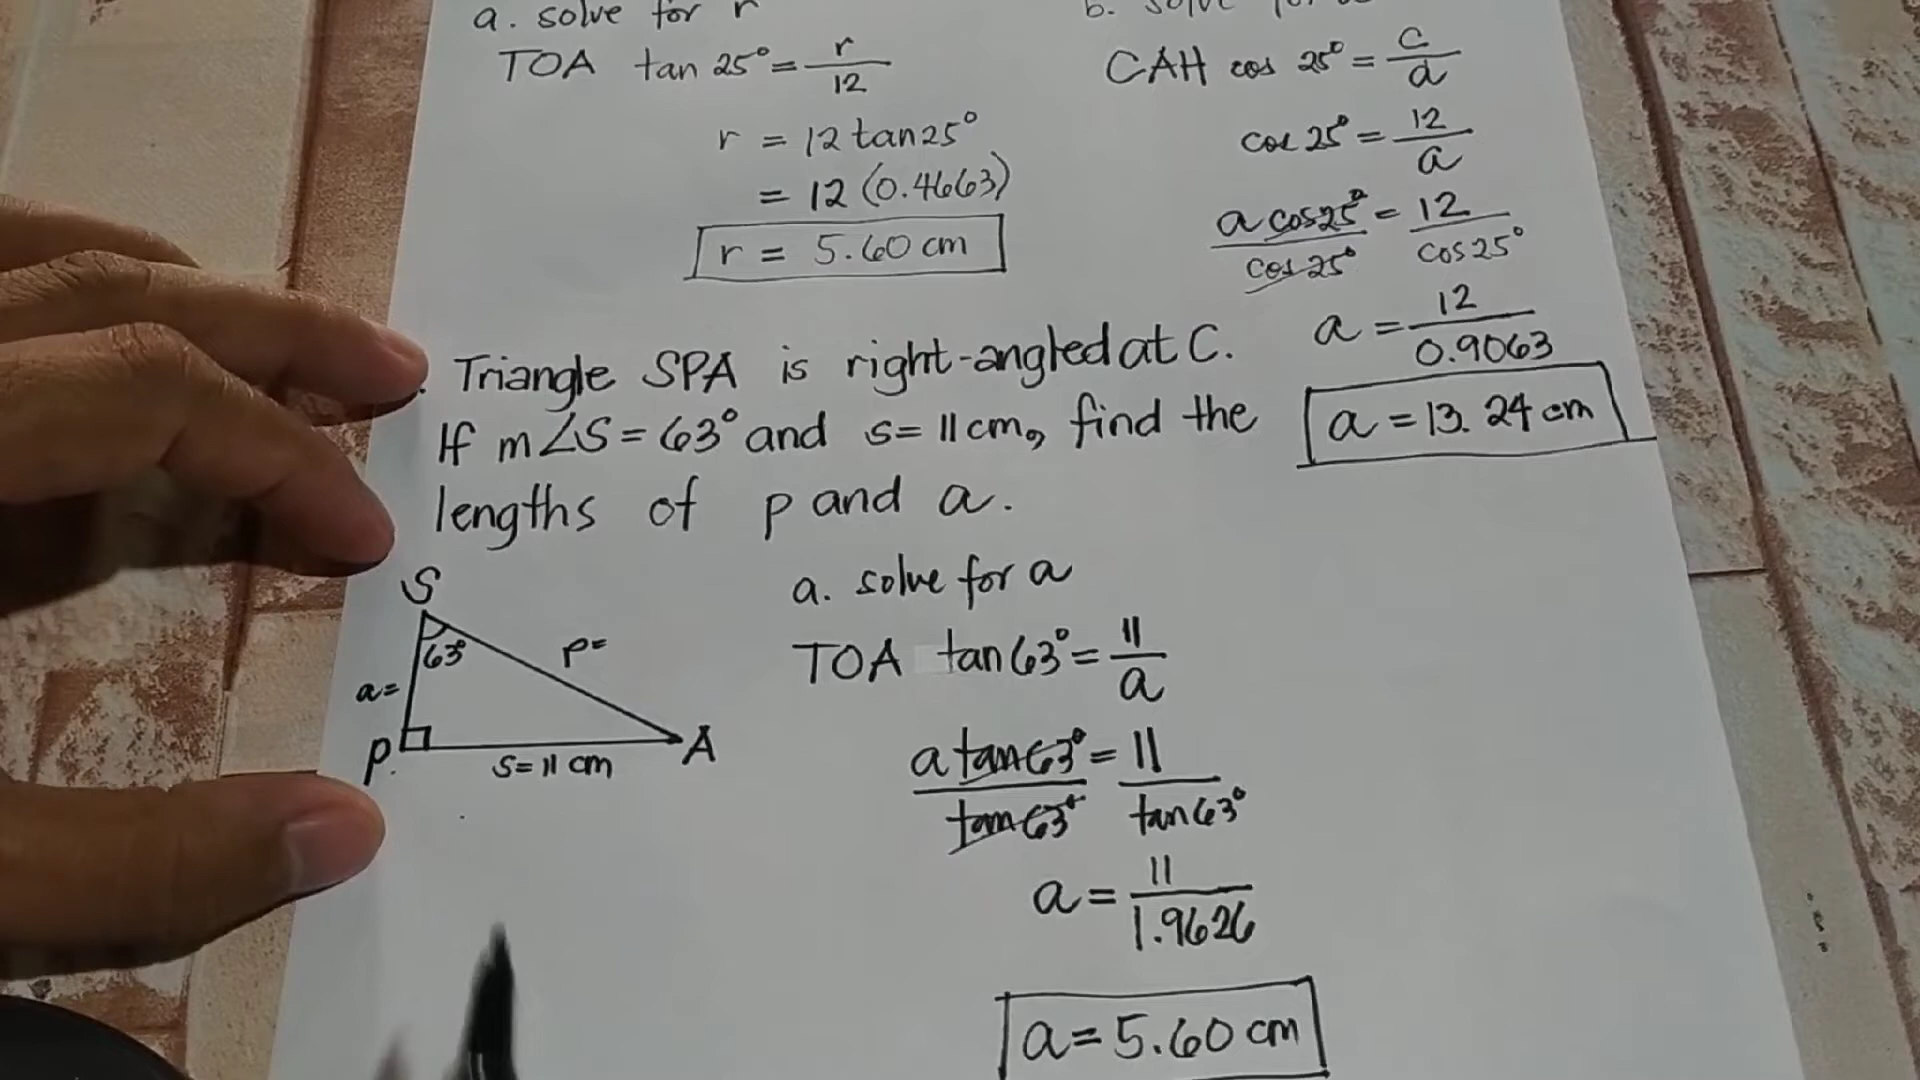 a. solve for r
TOA tan 25° = r/12
r = 12 tan 25°
= 12 (0.4663)
r = 5.60 cm
b. solve for
CAH cos 25° = c/a
cos 25° = 12/a
a cos 25°/cos 25° = 12/cos 25°
a = 12/0.9063
a = 13.24 cm
Triangle SPA is right-angled at C.
If m∠S = 63° and s = 11 cm, find the
lengths of p and a.
S
63°
p=
a=
P
A
s = 11 cm
a. solve for a
TOA tan 63° = 11/a
a tan 63°/tan 63° = 11/tan 63°
a = 11/1.9626
a = 5.60 cm